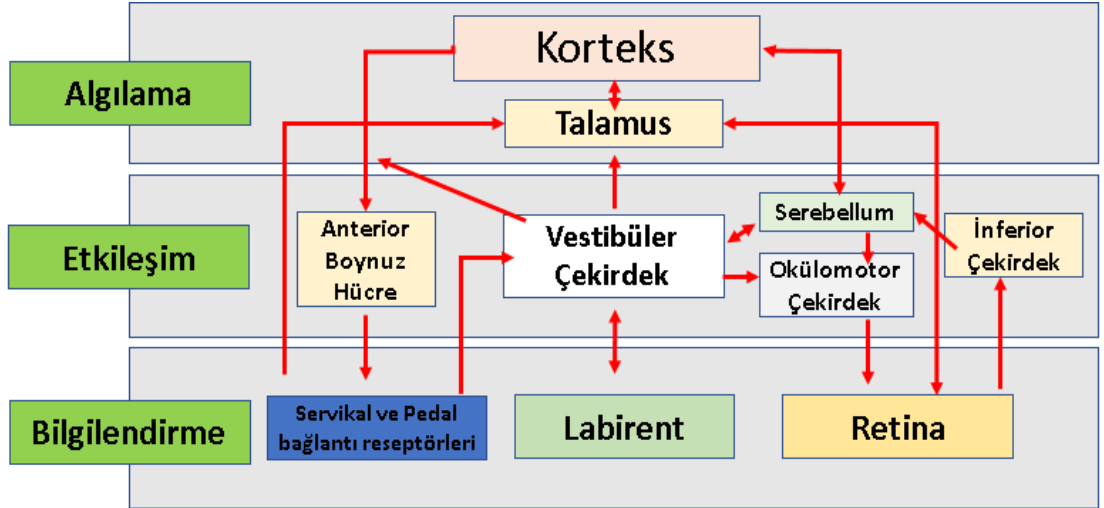 Korteks
Algılama
Talamus
Etkileşim
Anterior
Boynuz
Hücre
Vestibüler
Çekirdek
Serebellum
Okülomotor
Çekirdek
İnferior
Çekirdek
Bilgilendirme
Servikal ve Pedal
bağlantı reseptörleri
Labirent
Retina